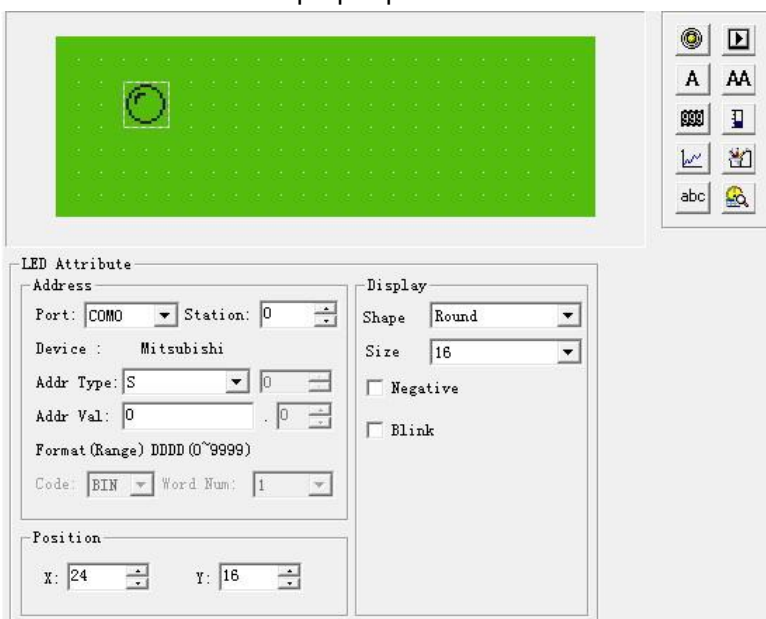 A AA
999
abc
LED Attribute
Address
Port: COM0 Station: 0
Device : Mitsubishi
Addr Type: S 0
Addr Val: 0 . 0
Format(Range) DDDD(0~9999)
Code: BIN Word Num: 1
Position
X: 24 Y: 16
Display
Shape Round
Size 16
Negative
Blink